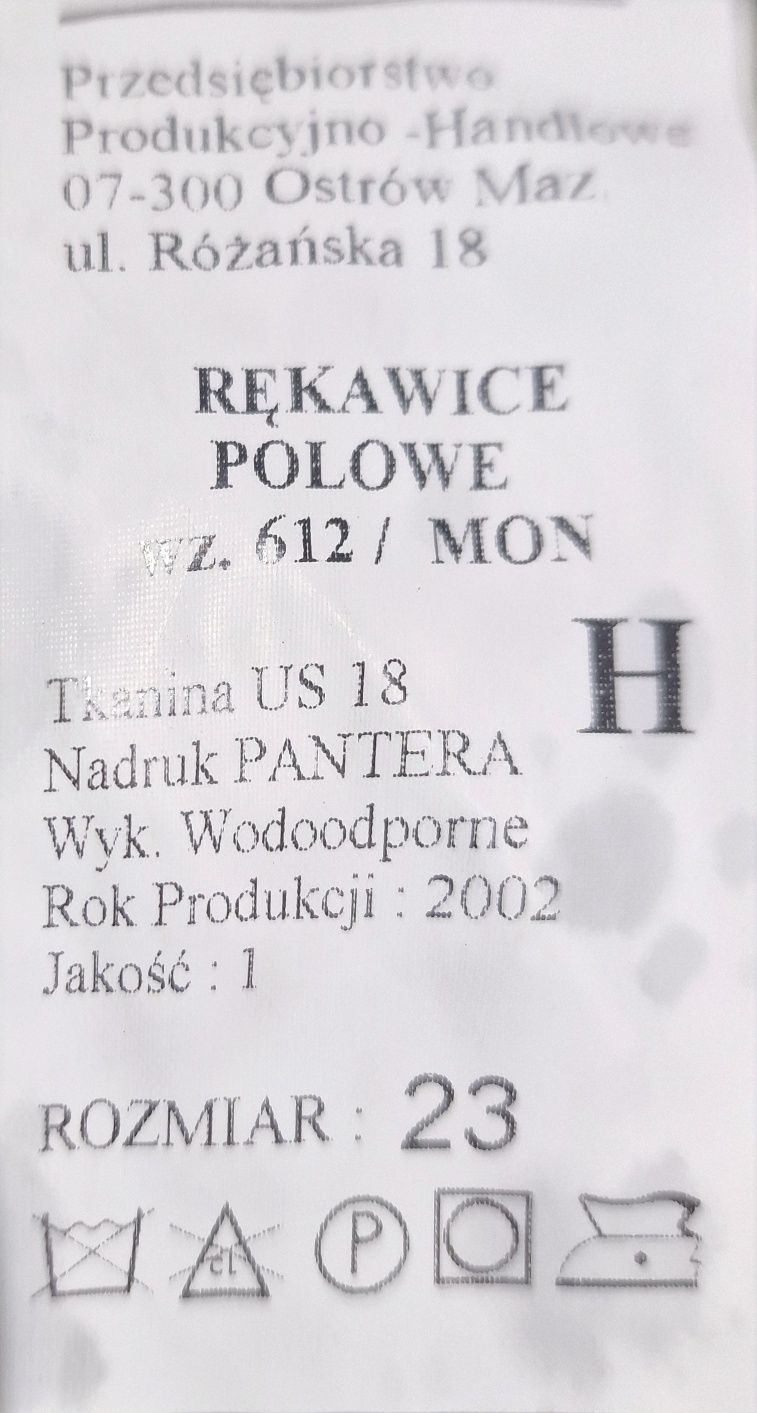 Przedsiębiorstwo
Produkcyjno -Handlowe
07-300 Ostrów Maz.
ul. Różańska 18
RĘKAWICE
POLOWE
wz. 612 / MON
H
Tkanina US 18
Nadruk PANTERA
Wyk. Wodoodporne
Rok Produkcji : 2002
Jakość : 1
ROZMIAR : 23
cl P